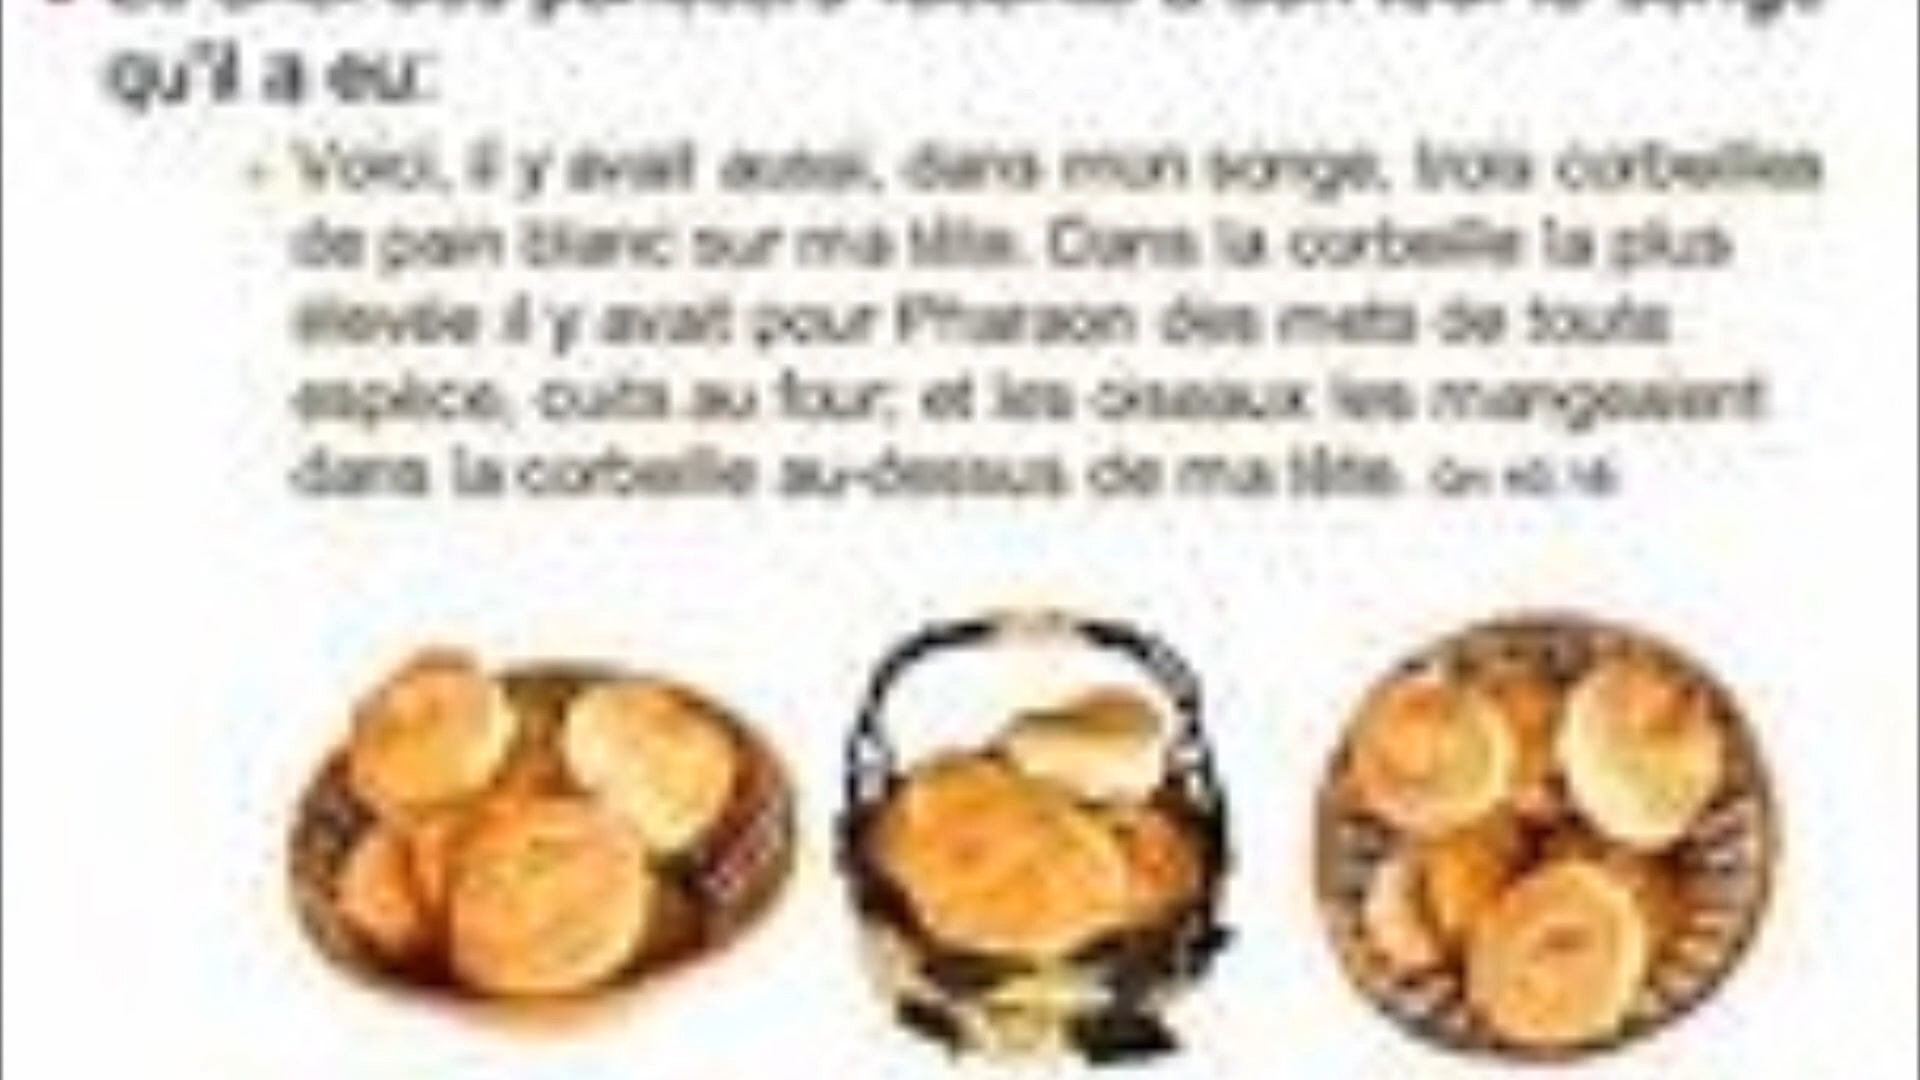 qu'il a eu:
Voici, il y avait aussi, dans mon songe, trois corbeilles
de pain blanc sur ma tête. Dans la corbeille la plus
élevée il y avait pour Pharaon des mets de toute
espèce, cuits au four; et les oiseaux les mangeaient
dans la corbeille au-dessus de ma tête.